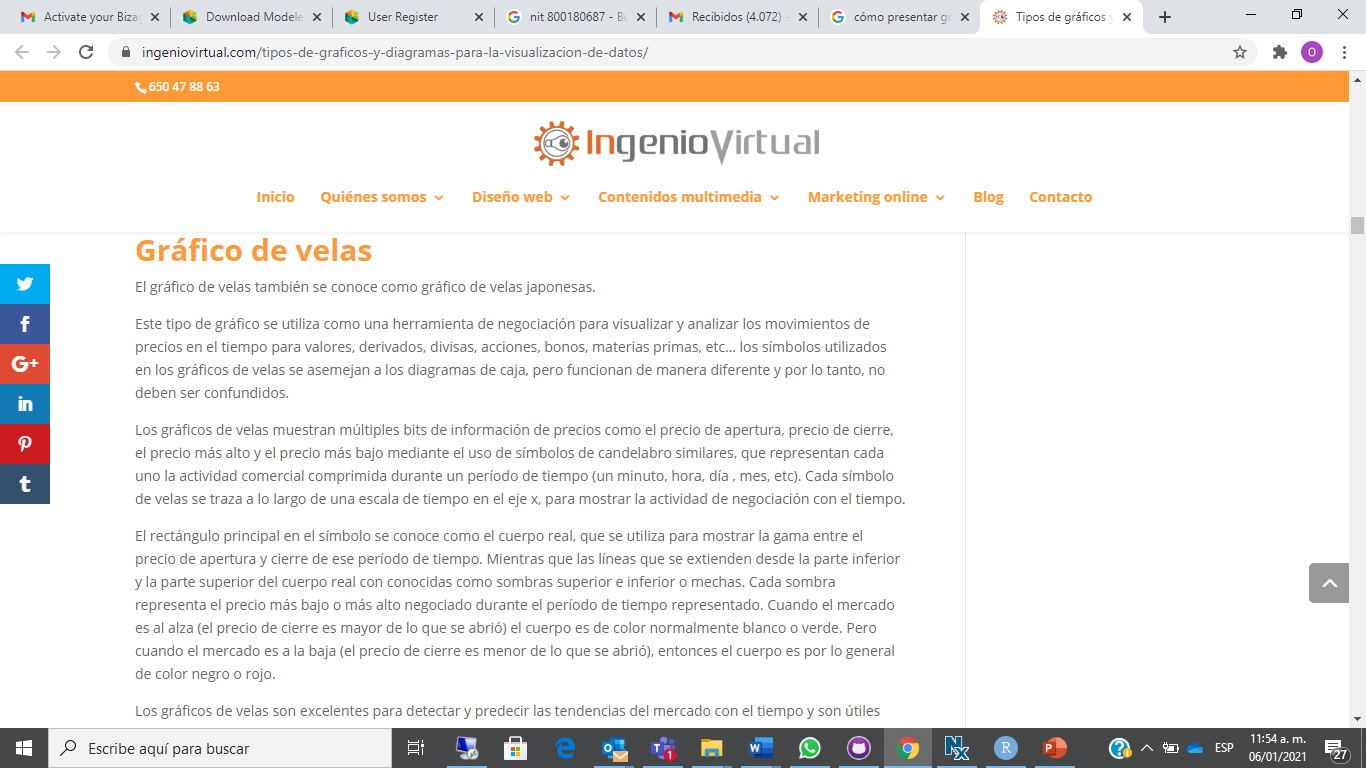 Activate your Bizag
Download Modele
User Register
nit 800180687 - Bu
Recibidos (4.072) -
cómo presentar gr
Tipos de gráficos y
ingeniovirtual.com/tipos-de-graficos-y-diagramas-para-la-visualizacion-de-datos/
O
650 47 88 63
IngenioVirtual
Inicio Quiénes somos Diseño web Contenidos multimedia Marketing online Blog Contacto
Gráfico de velas
El gráfico de velas también se conoce como gráfico de velas japonesas.
Este tipo de gráfico se utiliza como una herramienta de negociación para visualizar y analizar los movimientos de
precios en el tiempo para valores, derivados, divisas, acciones, bonos, materias primas, etc... los símbolos utilizados
en los gráficos de velas se asemejan a los diagramas de caja, pero funcionan de manera diferente y por lo tanto, no
deben ser confundidos.
Los gráficos de velas muestran múltiples bits de información de precios como el precio de apertura, precio de cierre,
el precio más alto y el precio más bajo mediante el uso de símbolos de candelabro similares, que representan cada
uno la actividad comercial comprimida durante un período de tiempo (un minuto, hora, día , mes, etc). Cada símbolo
de velas se traza a lo largo de una escala de tiempo en el eje x, para mostrar la actividad de negociación con el tiempo.
El rectángulo principal en el símbolo se conoce como el cuerpo real, que se utiliza para mostrar la gama entre el
precio de apertura y cierre de ese período de tiempo. Mientras que las líneas que se extienden desde la parte inferior
y la parte superior del cuerpo real con conocidas como sombras superior e inferior o mechas. Cada sombra
representa el precio más bajo o más alto negociado durante el período de tiempo representado. Cuando el mercado
es al alza (el precio de cierre es mayor de lo que se abrió) el cuerpo es de color normalmente blanco o verde. Pero
cuando el mercado es a la baja (el precio de cierre es menor de lo que se abrió), entonces el cuerpo es por lo general
de color negro o rojo.
Los gráficos de velas son excelentes para detectar y predecir las tendencias del mercado con el tiempo y son útiles
Escribe aquí para buscar
ESP
11:54 a. m.
06/01/2021
27